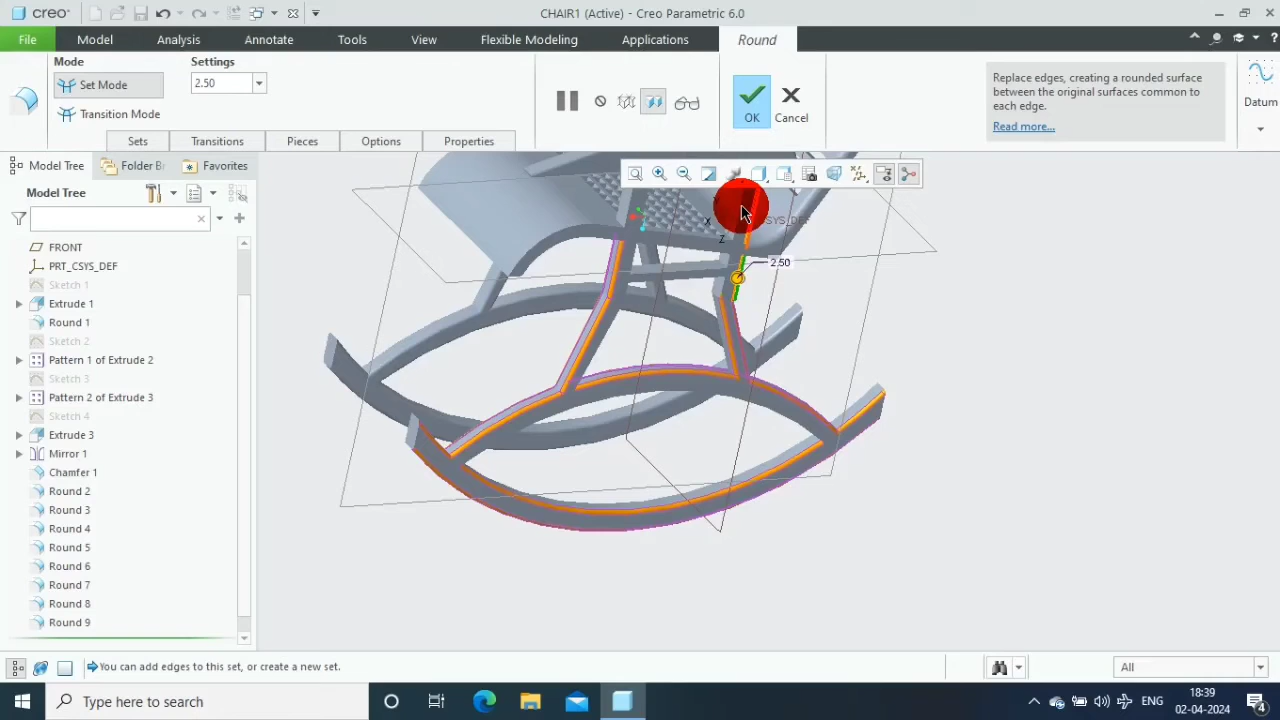 creo
CHAIR1 (Active) - Creo Parametric 6.0
File
Model
Analysis
Annotate
Tools
View
Flexible Modeling
Applications
Round
Mode
Settings
Set Mode
2.50
Transition Mode
OK
Cancel
Replace edges, creating a rounded surface
between the original surfaces common to
each edge.
Read more...
Datum
Sets
Transitions
Pieces
Options
Properties
Model Tree
Folder B
Favorites
Model Tree
FRONT
PRT_CSYS_DEF
Sketch 1
Extrude 1
Round 1
Sketch 2
Pattern 1 of Extrude 2
Sketch 3
Pattern 2 of Extrude 3
Sketch 4
Extrude 3
Mirror 1
Chamfer 1
Round 2
Round 3
Round 4
Round 5
Round 6
Round 7
Round 8
Round 9
X
SYS_DEF
Z
2.50
You can add edges to this set, or create a new set.
All
Type here to search
ENG
18:39
02-04-2024
4